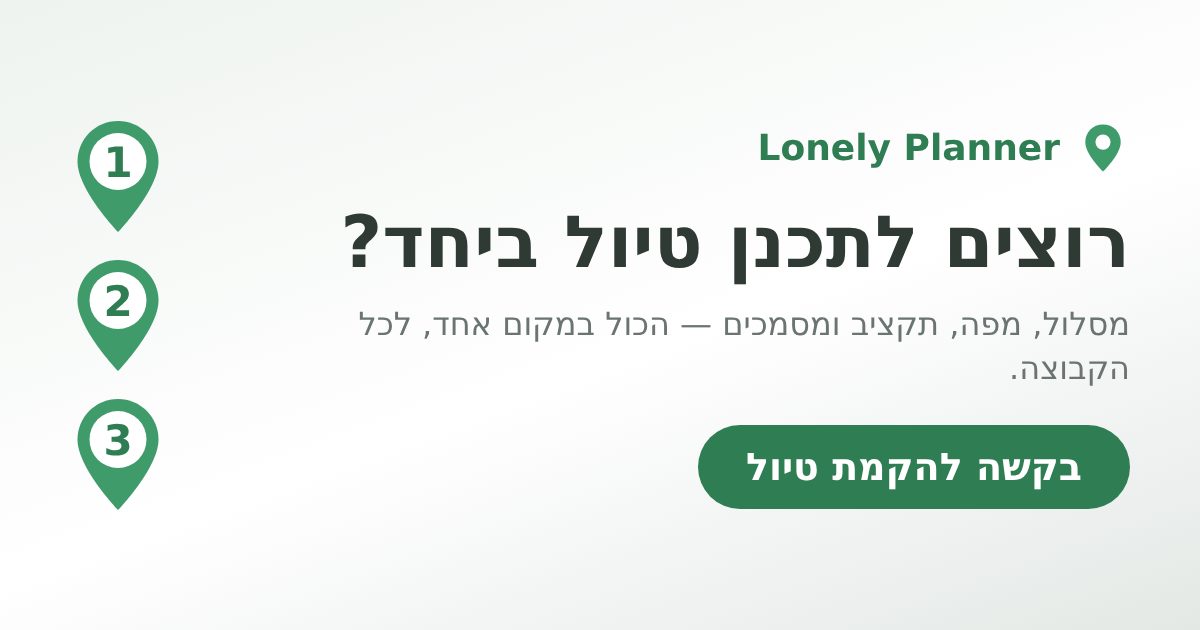 Lonely Planner
רוצים לתכנן טיול ביחד?
מסלול, מפה, תקציב ומסמכים — הכול במקום אחד, לכל
הקבוצה.
בקשה להקמת טיול
1
2
3